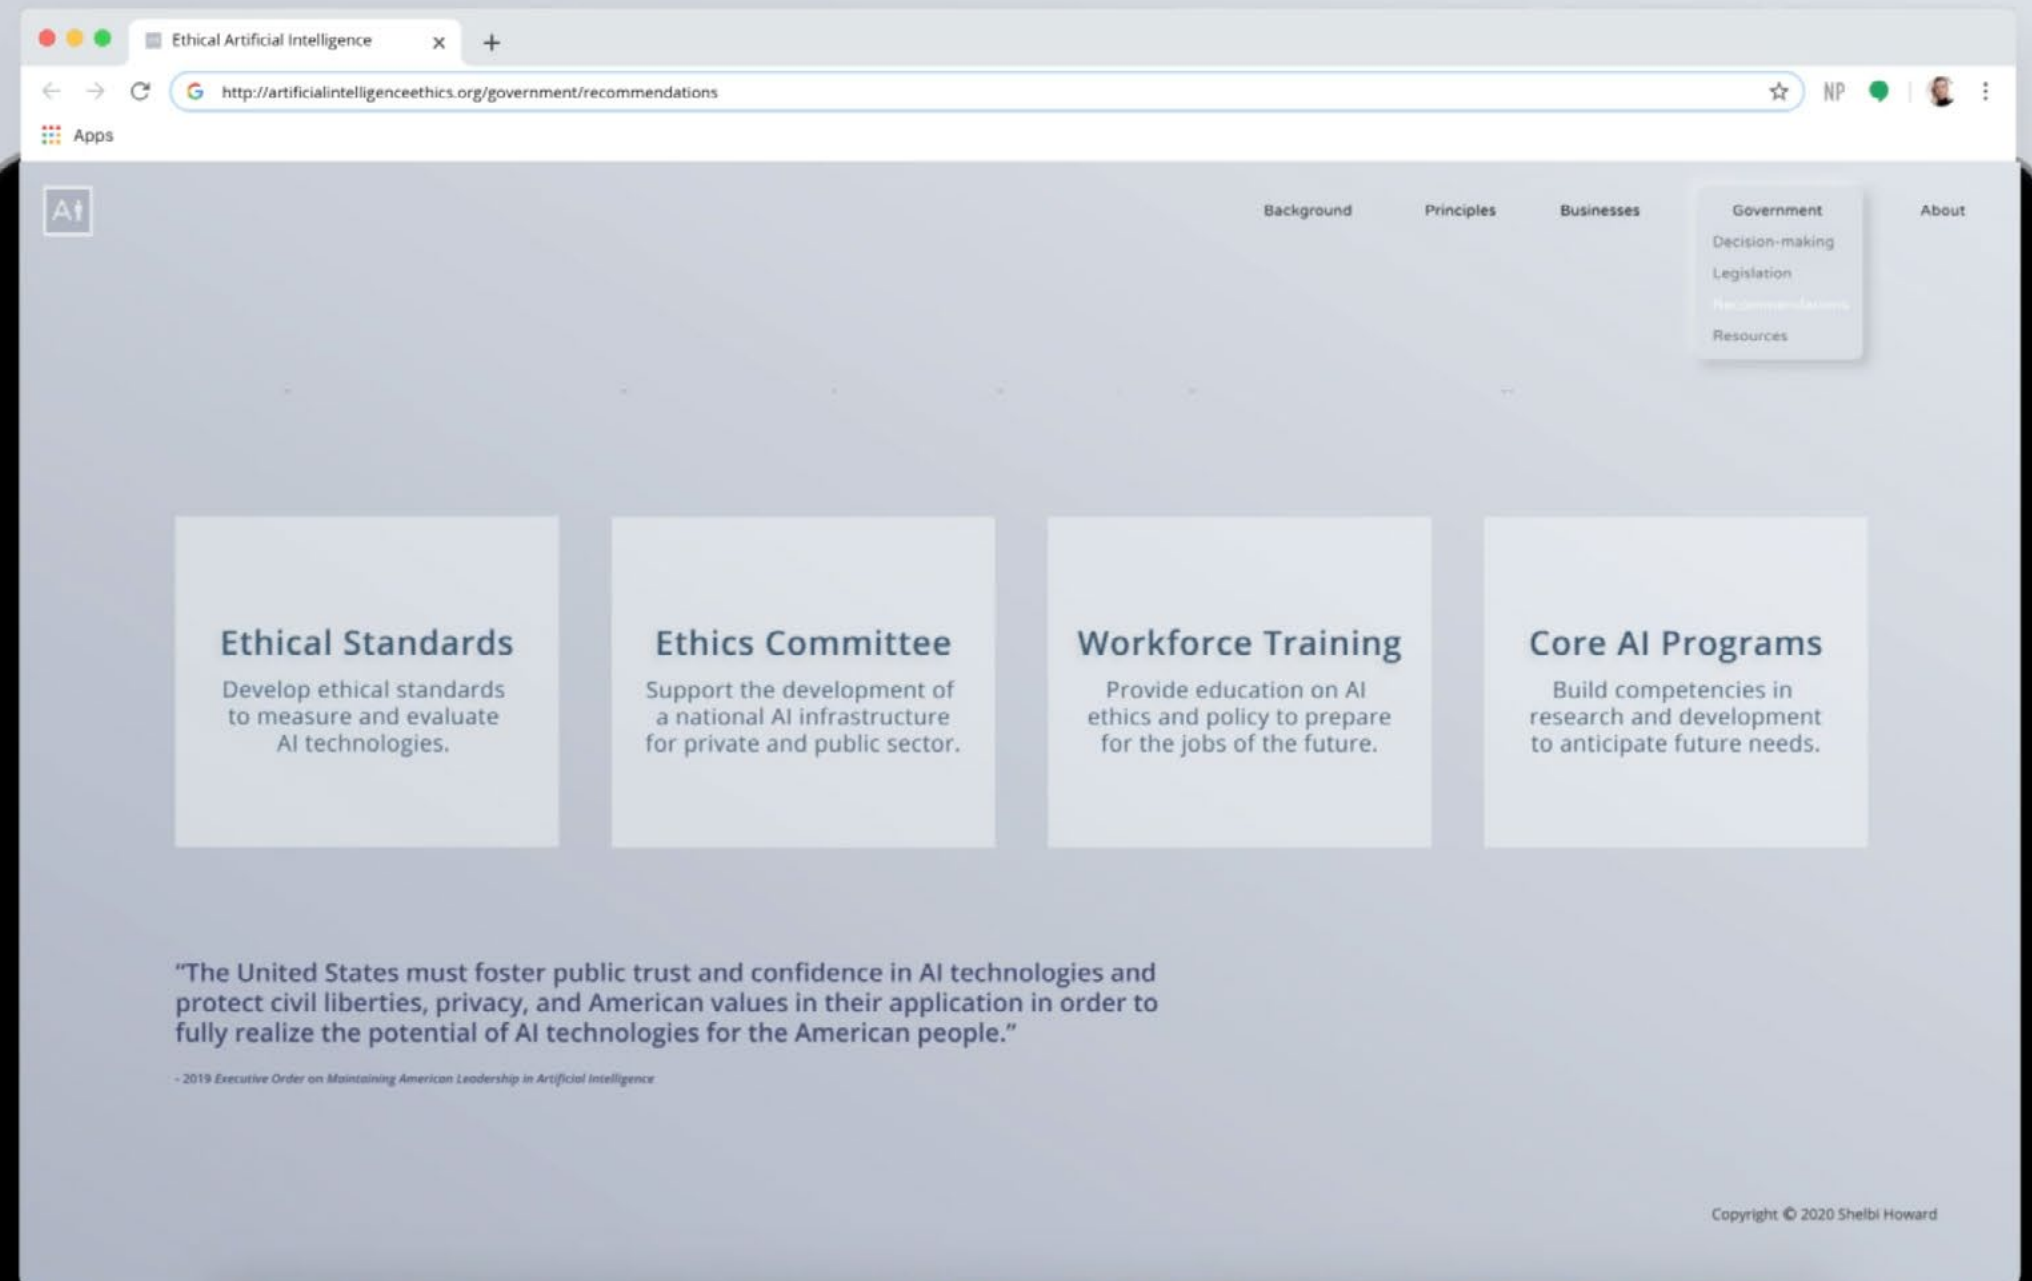 Ethical Artificial Intelligence
http://artificialintelligenceethics.org/government/recommendations
NP
Apps
AI
Background Principles Businesses Government About
Decision-making
Legislation
Recommendations
Resources
Ethical Standards
Develop ethical standards
to measure and evaluate
AI technologies.
Ethics Committee
Support the development of
a national AI infrastructure
for private and public sector.
Workforce Training
Provide education on AI
ethics and policy to prepare
for the jobs of the future.
Core AI Programs
Build competencies in
research and development
to anticipate future needs.
“The United States must foster public trust and confidence in AI technologies and
protect civil liberties, privacy, and American values in their application in order to
fully realize the potential of AI technologies for the American people.”
- 2019 Executive Order on Maintaining American Leadership in Artificial Intelligence
Copyright © 2020 Shelbi Howard